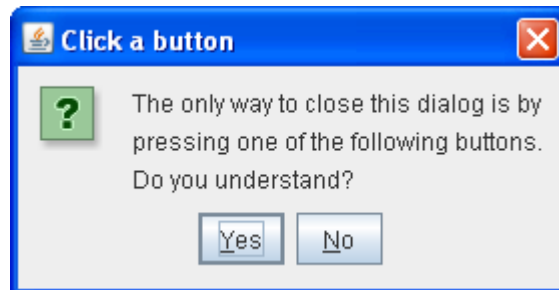 Click a button
The only way to close this dialog is by
pressing one of the following buttons.
Do you understand?
Yes No